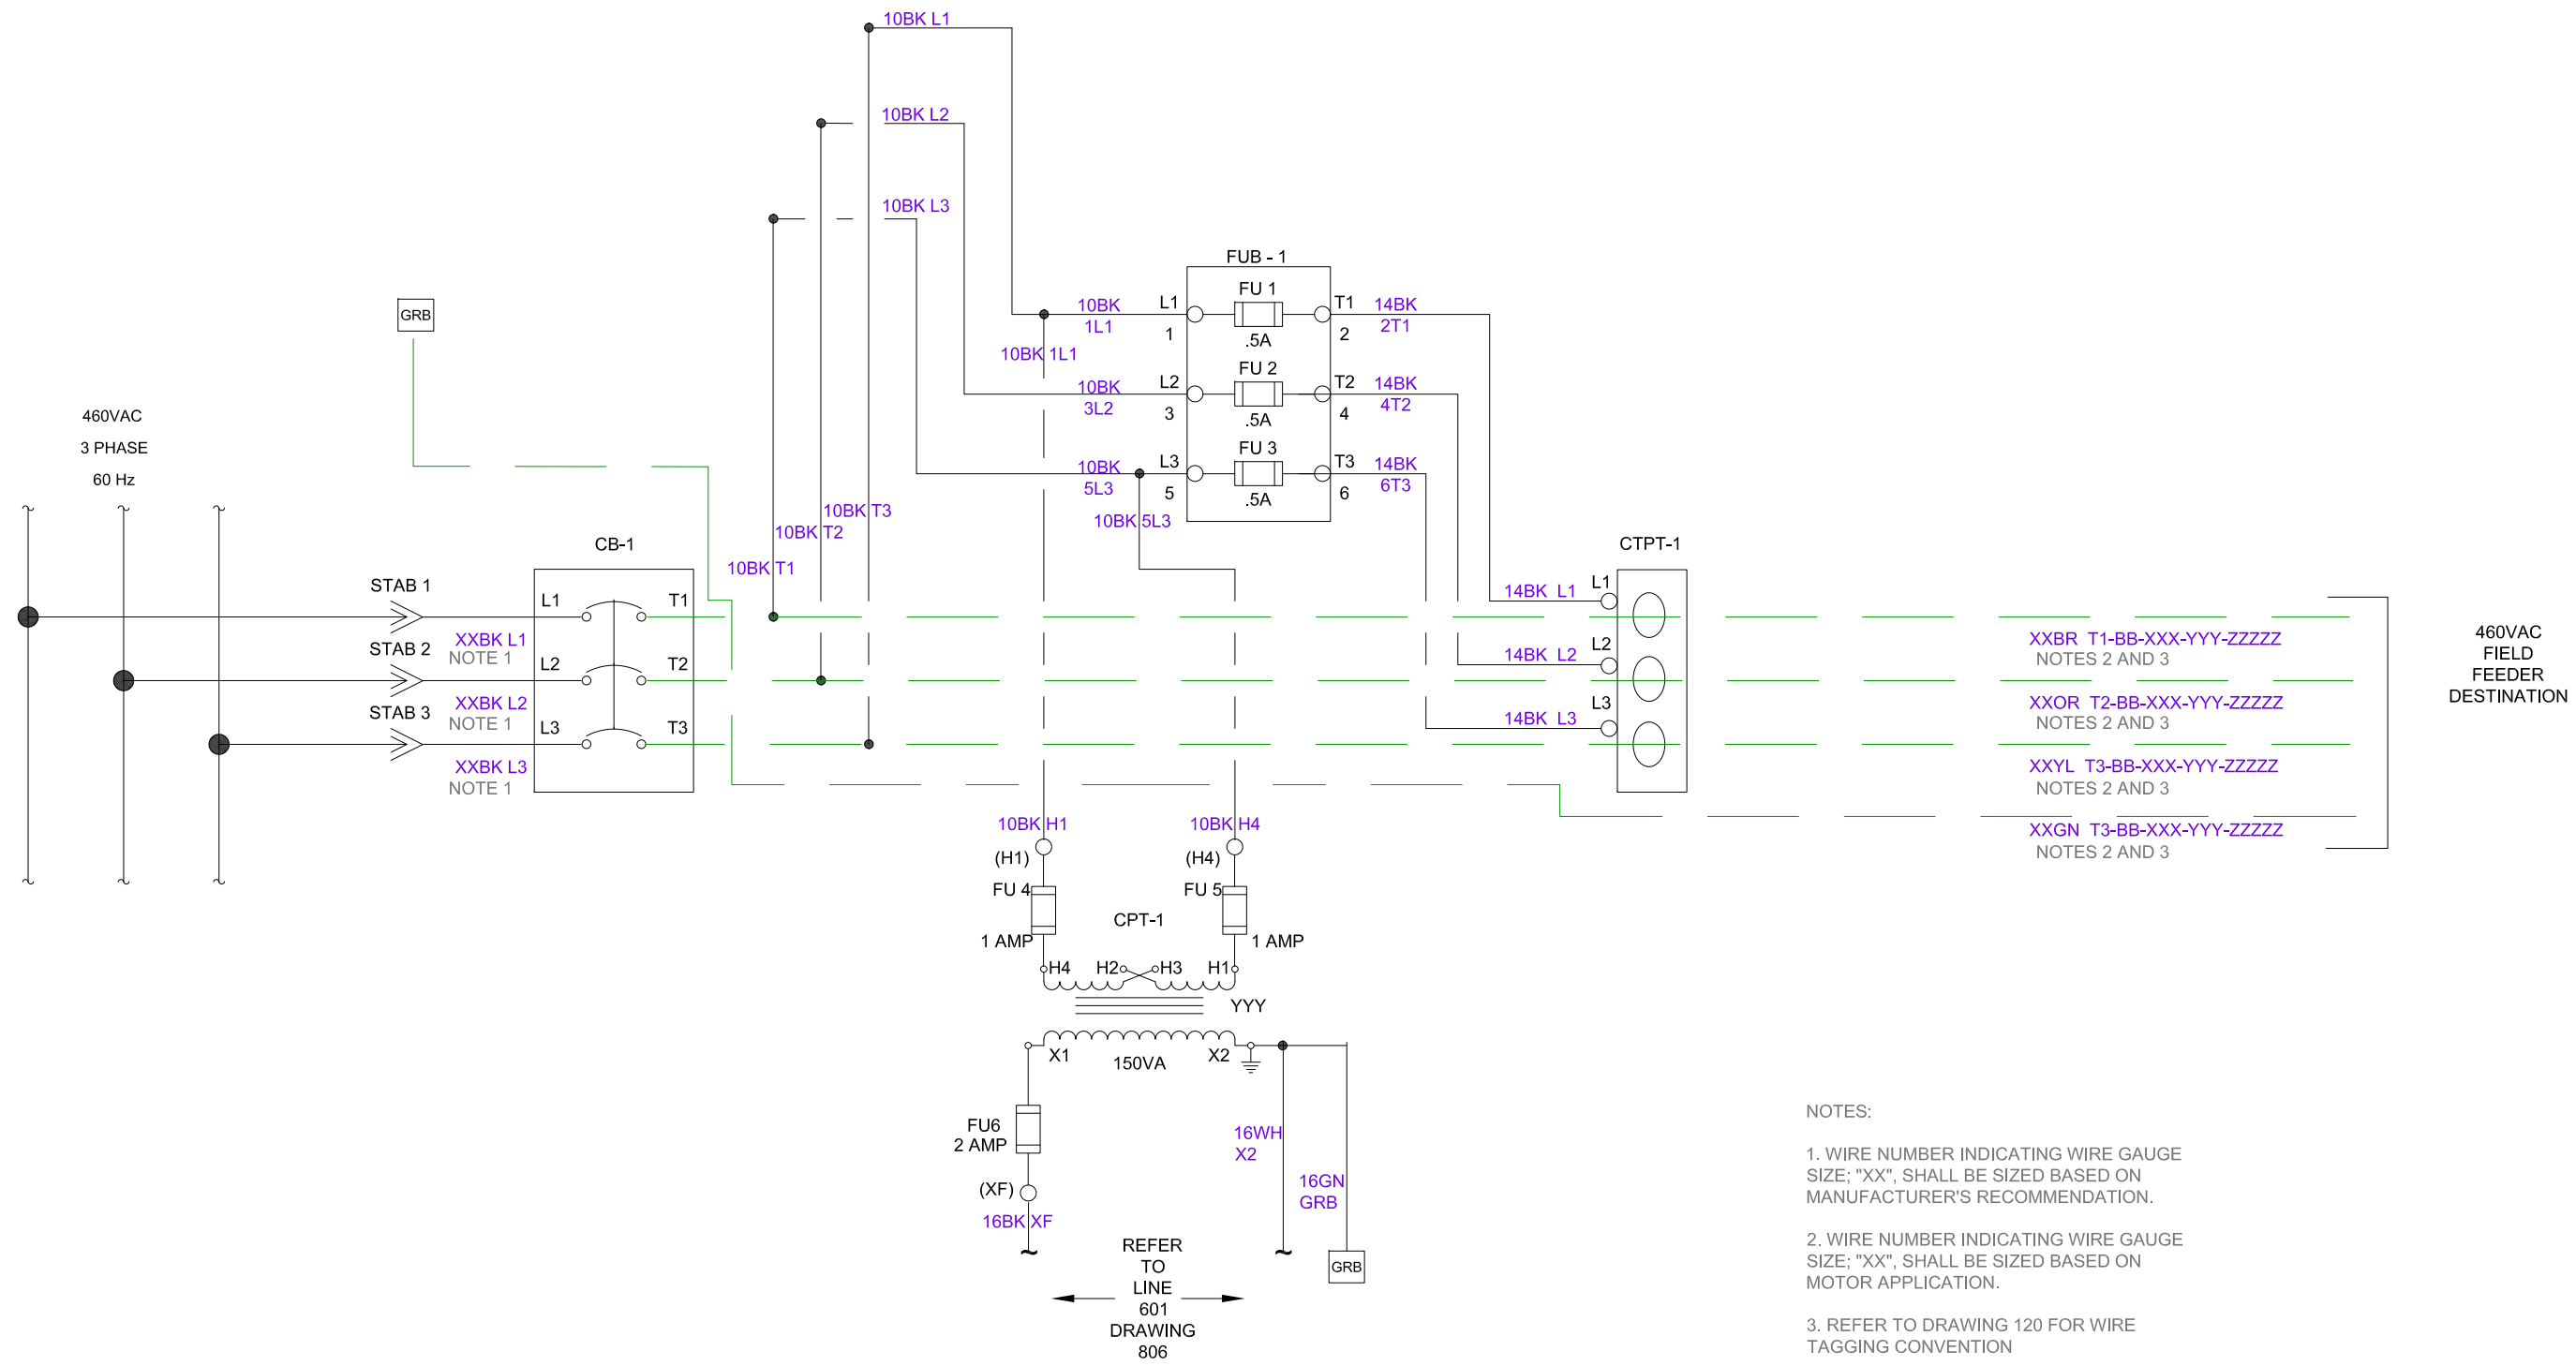 10BK L1
10BK L2
10BK L3
FUB - 1
FU 1
L1
T1
10BK
1L1
14BK
2T1
1
.5A
2
10BK 1L1
FU 2
L2
T2
10BK
3L2
14BK
4T2
3
.5A
4
FU 3
L3
T3
10BK
5L3
14BK
6T3
5
.5A
6
10BK 5L3
GRB
460VAC
3 PHASE
60 Hz
10BK T3
10BK T2
10BK T1
CB-1
STAB 1
L1
T1
XXBK L1
NOTE 1
STAB 2
L2
T2
XXBK L2
NOTE 1
STAB 3
L3
T3
XXBK L3
NOTE 1
CTPT-1
14BK L1
L1
14BK L2
L2
14BK L3
L3
XXBR T1-BB-XXX-YYY-ZZZZZ
NOTES 2 AND 3
XXOR T2-BB-XXX-YYY-ZZZZZ
NOTES 2 AND 3
XXYL T3-BB-XXX-YYY-ZZZZZ
NOTES 2 AND 3
XXGN T3-BB-XXX-YYY-ZZZZZ
NOTES 2 AND 3
460VAC
FIELD
FEEDER
DESTINATION
10BK H1
10BK H4
(H1)
(H4)
FU 4
FU 5
CPT-1
1 AMP
1 AMP
H4
H2
H3
H1
YYY
X1
150VA
X2
FU6
2 AMP
16WH
X2
(XF)
16GN
GRB
16BK XF
GRB
REFER
TO
LINE
601
DRAWING
806
NOTES:
1. WIRE NUMBER INDICATING WIRE GAUGE
SIZE; "XX", SHALL BE SIZED BASED ON
MANUFACTURER'S RECOMMENDATION.
2. WIRE NUMBER INDICATING WIRE GAUGE
SIZE; "XX", SHALL BE SIZED BASED ON
MOTOR APPLICATION.
3. REFER TO DRAWING 120 FOR WIRE
TAGGING CONVENTION